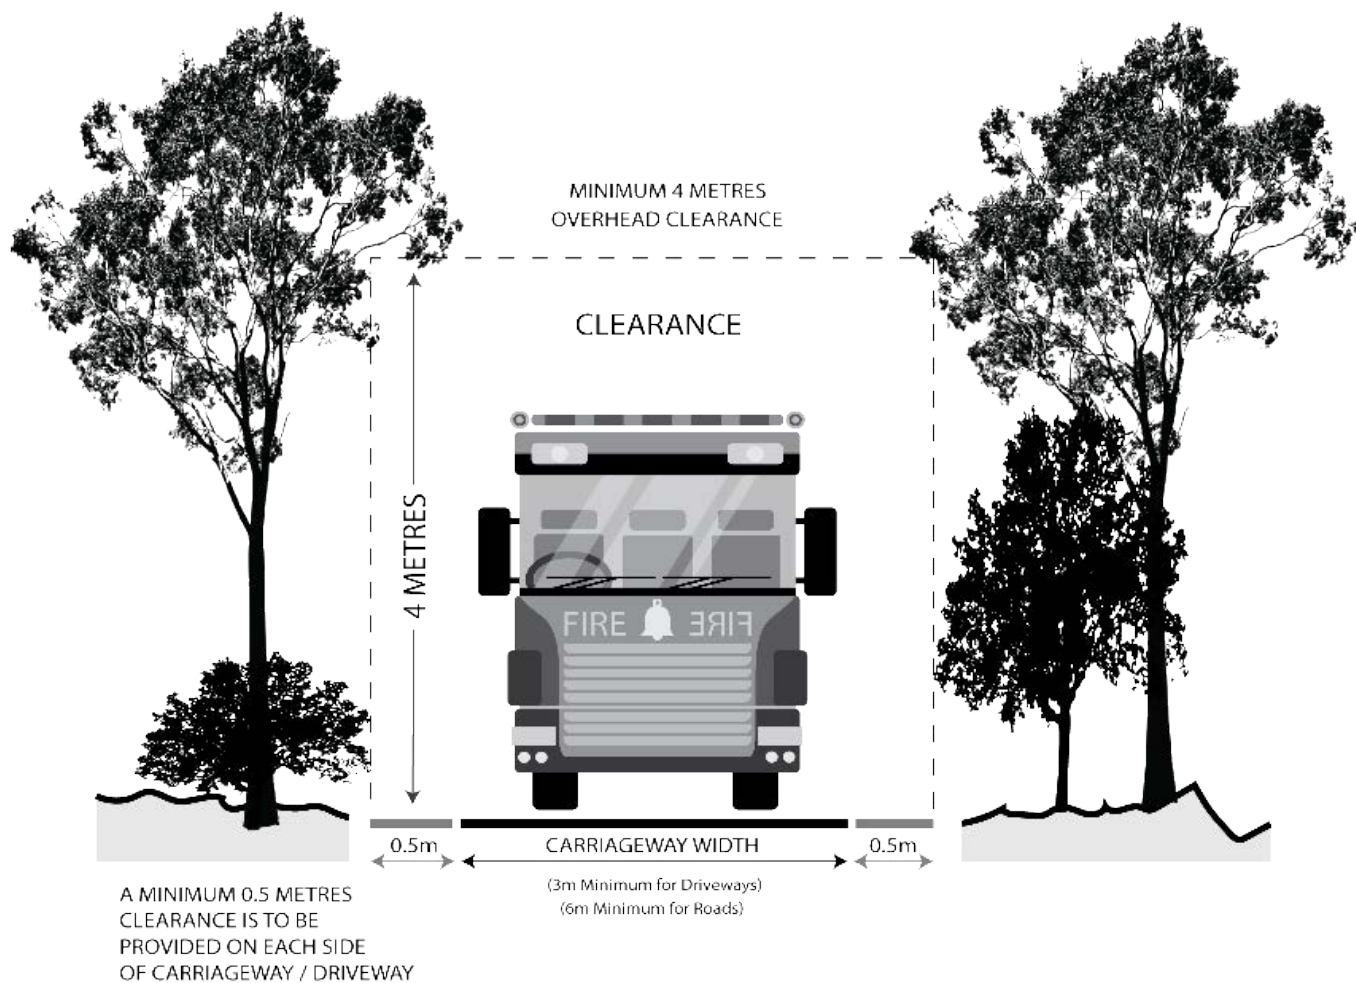 MINIMUM 4 METRES
OVERHEAD CLEARANCE
CLEARANCE
4 METRES
FIRE FIRE
0.5m
CARRIAGEWAY WIDTH
0.5m
(3m Minimum for Driveways)
(6m Minimum for Roads)
A MINIMUM 0.5 METRES
CLEARANCE IS TO BE
PROVIDED ON EACH SIDE
OF CARRIAGEWAY / DRIVEWAY